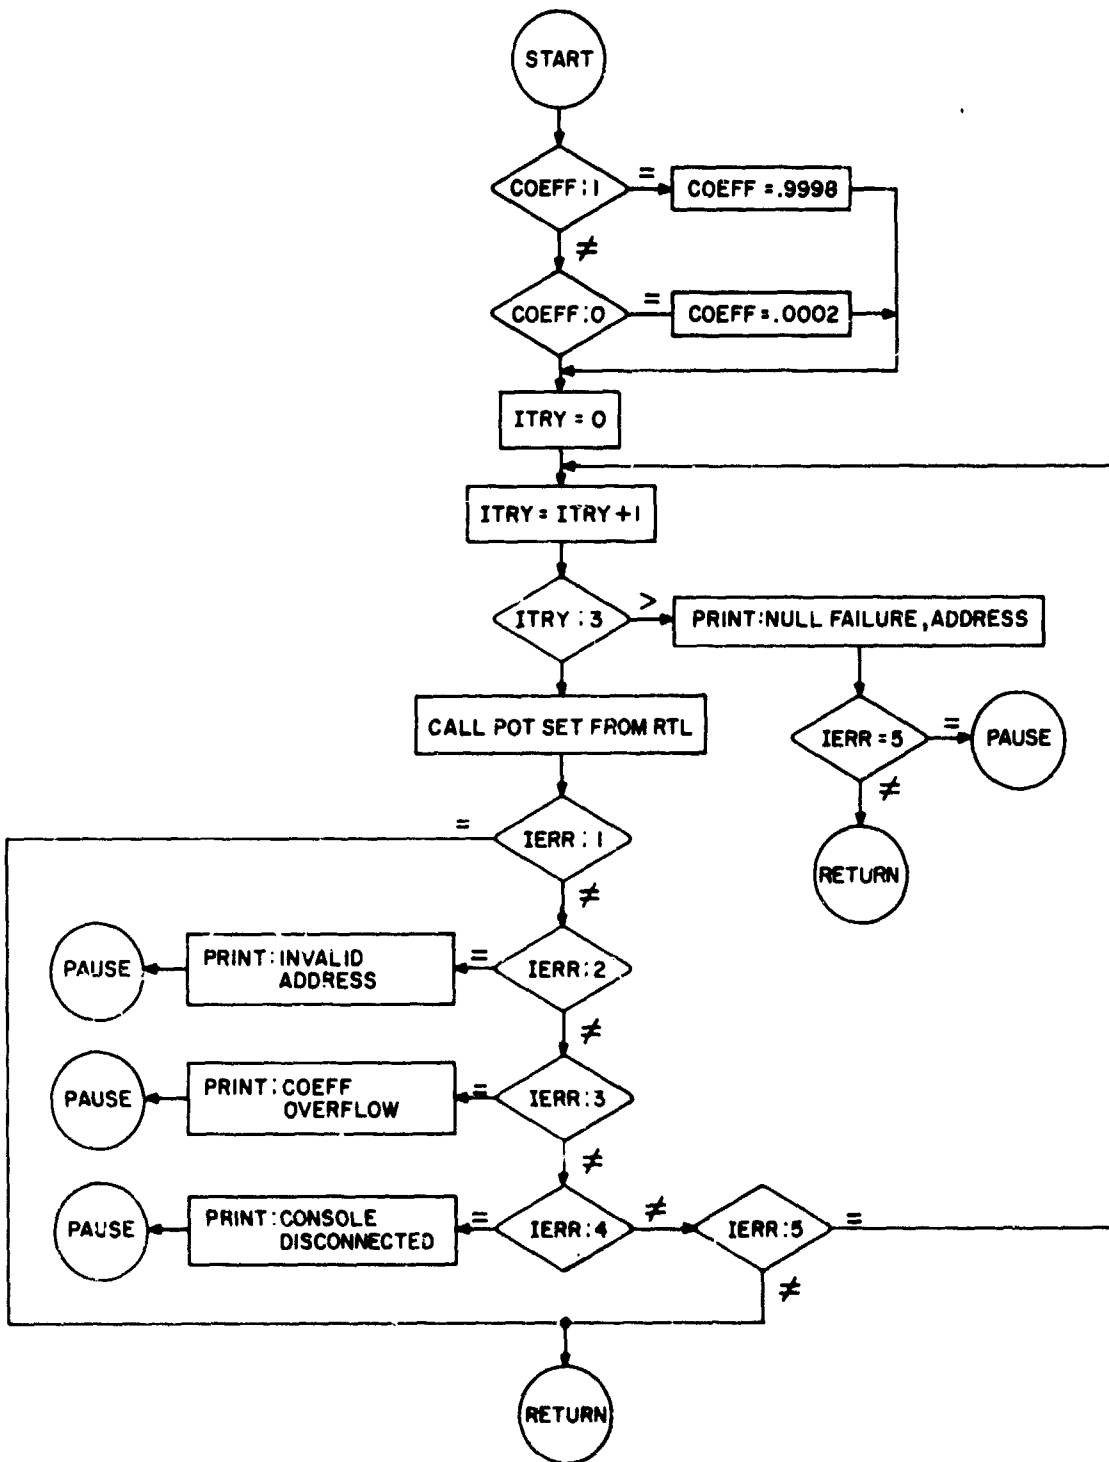 START
COEFF:1
=
COEFF=.9998
≠
COEFF:0
=
COEFF=.0002
ITRY=0
ITRY=ITRY+1
ITRY:3
>
PRINT:NULL FAILURE,ADDRESS
CALL POT SET FROM RTL
IERR=5
=
PAUSE
≠
RETURN
=
IERR:1
≠
PAUSE
PRINT:INVALID
ADDRESS
=
IERR:2
≠
PAUSE
PRINT:COEFF
OVERFLOW
=
IERR:3
≠
PAUSE
PRINT:CONSOLE
DISCONNECTED
=
IERR:4
≠
IERR:5
=
≠
RETURN